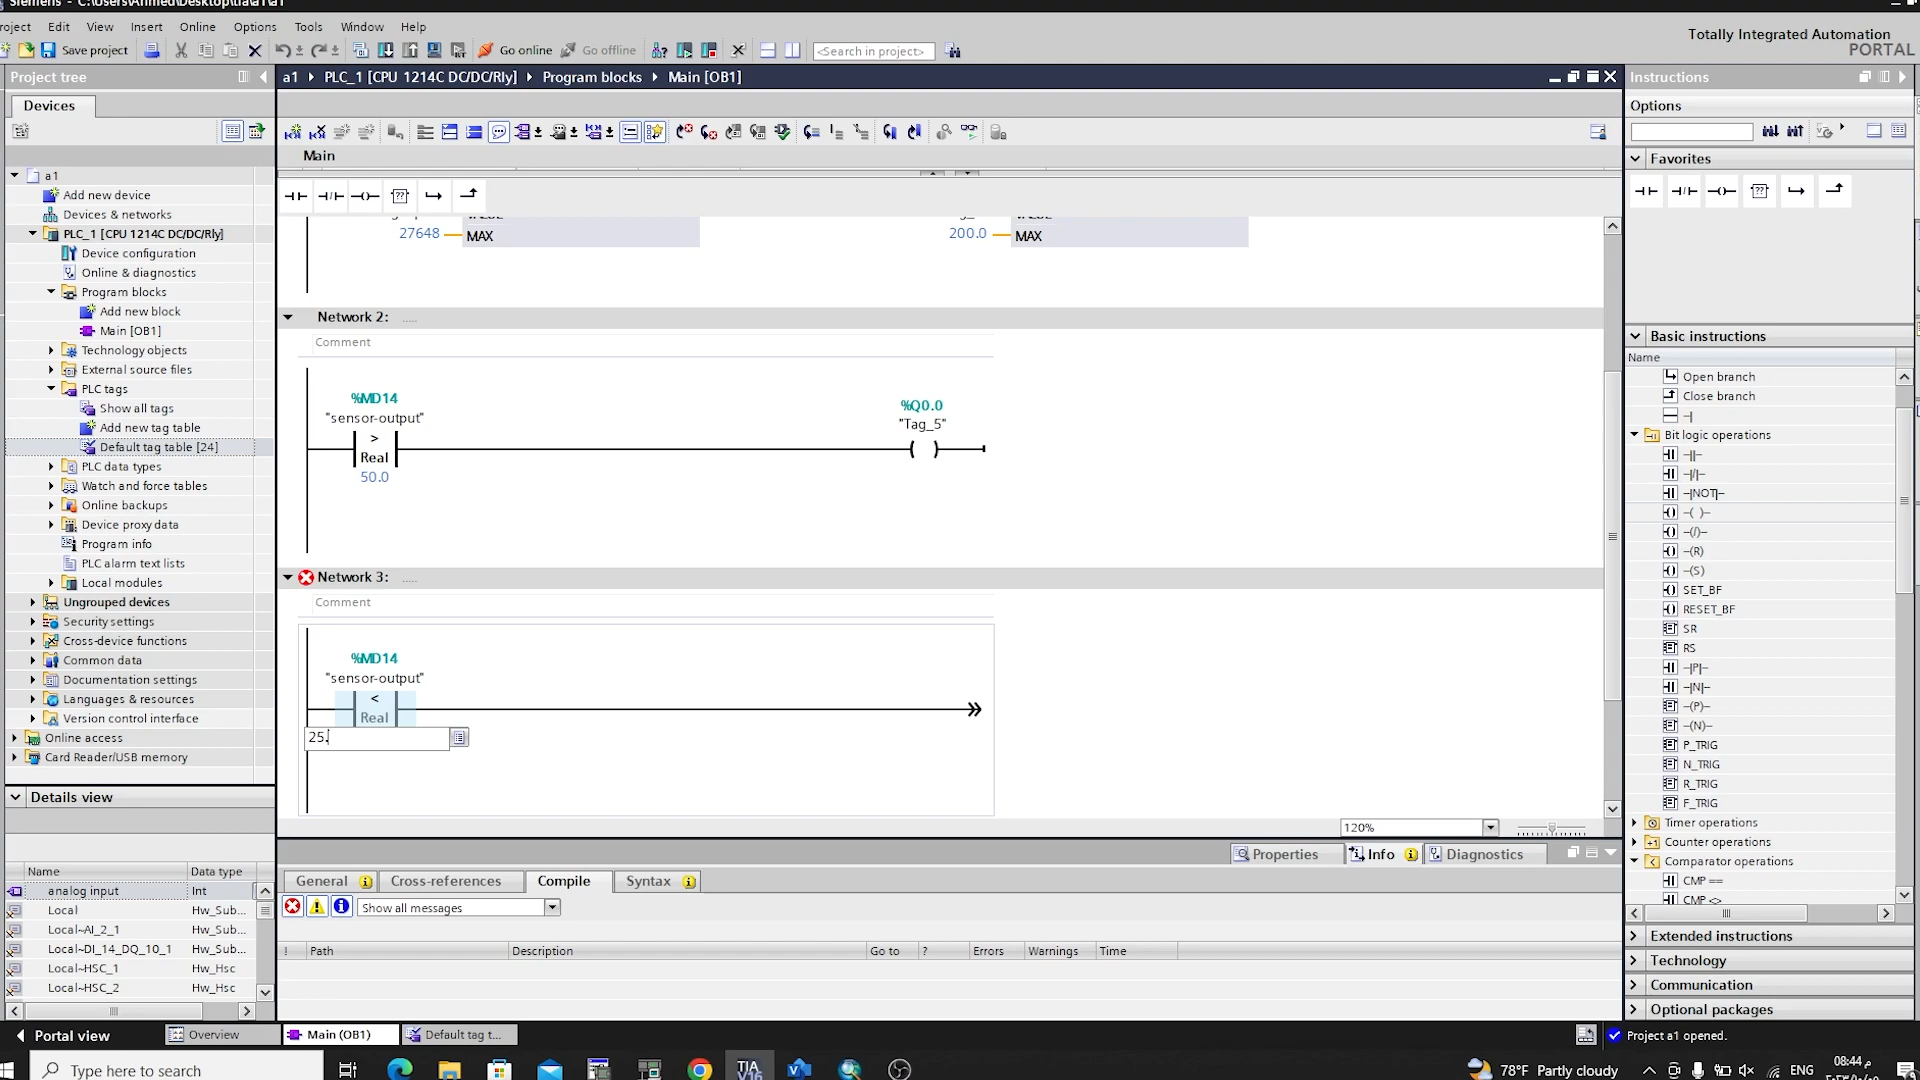 Siemens - C:\Users\Ahmed\Desktop\tia\a1\a1
roject Edit View Insert Online Options Tools Window Help
Totally Integrated Automation
PORTAL
Save project Go online Go offline <Search in project>
Project tree
a1 PLC_1 [CPU 1214C DC/DC/Rly] Program blocks Main [OB1]
Instructions
Devices
Options
Main
Favorites
a1
Add new device
Devices & networks
PLC_1 [CPU 1214C DC/DC/Rly]
Device configuration
Online & diagnostics
Program blocks
Add new block
Main [OB1]
Technology objects
External source files
PLC tags
Show all tags
Add new tag table
Default tag table [24]
PLC data types
Watch and force tables
Online backups
Device proxy data
Program info
PLC alarm text lists
Local modules
Ungrouped devices
Security settings
Cross-device functions
Common data
Documentation settings
Languages & resources
Version control interface
Online access
Card Reader/USB memory
Details view
Name Data type
analog input Int
Local Hw_Sub...
Local~AI_2_1 Hw_Sub...
Local~DI_14_DQ_10_1 Hw_Sub...
Local~HSC_1 Hw_Hsc
Local~HSC_2 Hw_Hsc
27648 MAX
200.0 MAX
Network 2: .....
Comment
%MD14
"sensor-output"
>
Real
50.0
%Q0.0
"Tag_5"
( )
Network 3: .....
Comment
%MD14
"sensor-output"
<
Real
25.
120%
Properties Info Diagnostics
General Cross-references Compile Syntax
Show all messages
! Path Description Go to ? Errors Warnings Time
Basic instructions
Name
Open branch
Close branch
—|
Bit logic operations
-||-
-|/|-
-|NOT|-
-( )-
-(/)-
-(R)
-(S)
SET_BF
RESET_BF
SR
RS
-|P|-
-|N|-
-(P)-
-(N)-
P_TRIG
N_TRIG
R_TRIG
F_TRIG
Timer operations
Counter operations
Comparator operations
CMP ==
CMP <>
Extended instructions
Technology
Communication
Optional packages
Portal view Overview Main (OB1) Default tag t...
Project a1 opened.
Type here to search
TIA V16
78°F Partly cloudy
ENG
08:44 م